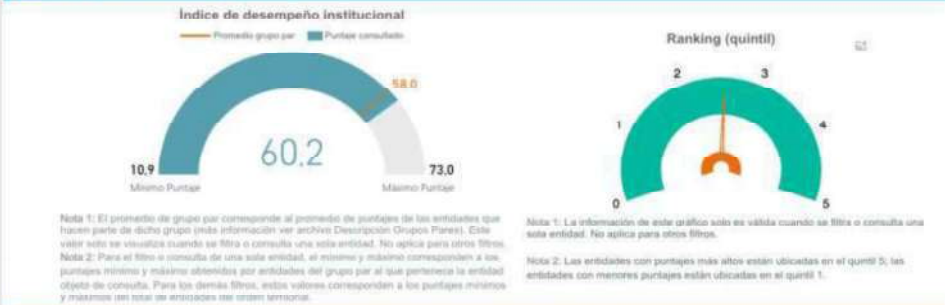 Índice de desempeño institucional
Promedio grupo par Puntaje consultado
58.0
60,2
10,9
Mínimo Puntaje
73,0
Máximo Puntaje
Nota 1: El promedio de grupo par corresponde al promedio de puntajes de las entidades que
hacen parte de dicho grupo (más información ver archivo Descripción Grupos Pares). Este
valor solo se visualiza cuando se filtra o consulta una sola entidad. No aplica para otros filtros.
Nota 2: Para el filtro o consulta de una sola entidad, el mínimo y máximo corresponden a los
puntajes mínimo y máximo obtenidos por entidades del grupo par al que pertenece la entidad
objeto de consulta. Para los demás filtros, estos valores corresponden a los puntajes mínimos
y máximos del total de entidades del orden territorial.
Ranking (quintil)
0
1
2
3
4
5
Nota 1: La información de este gráfico solo es válida cuando se filtra o consulta una
sola entidad. No aplica para otros filtros.
Nota 2: Las entidades con puntajes más altos están ubicadas en el quintil 5; las
entidades con menores puntajes están ubicadas en el quintil 1.